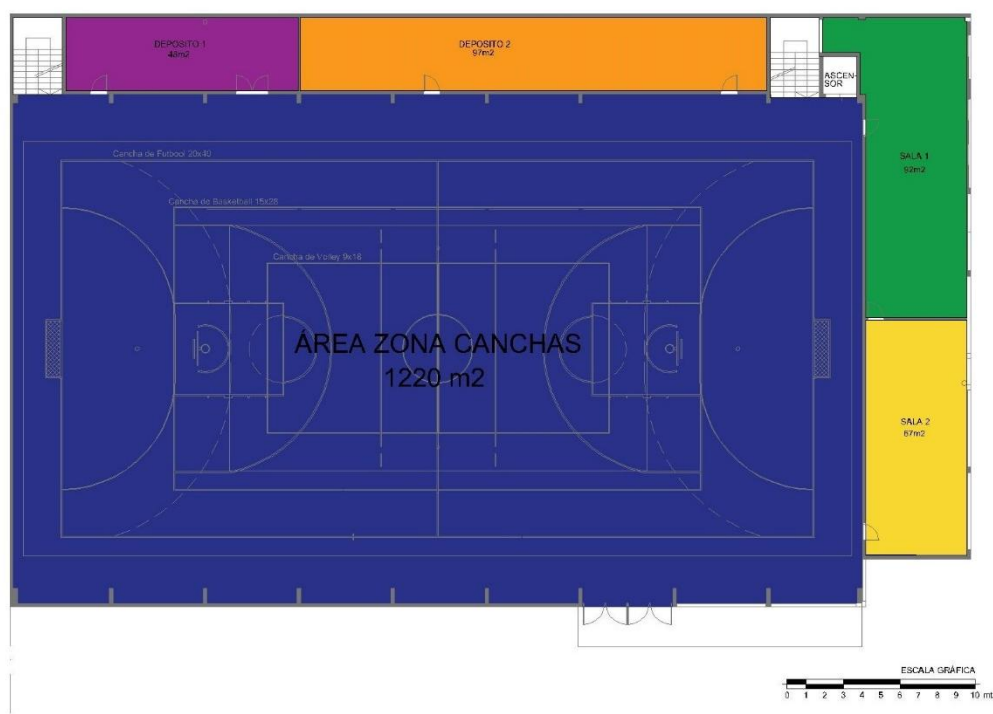 DEPOSITO 1
48m2
DEPOSITO 2
97m2
ASCEN-
SOR
SALA 1
92m2
Cancha de Futbool 20x40
Cancha de Basketball 15x28
Cancha de Volley 9x18
ÁREA ZONA CANCHAS
1220 m2
SALA 2
67m2
ESCALA GRÁFICA
0 1 2 3 4 5 6 7 8 9 10 mt